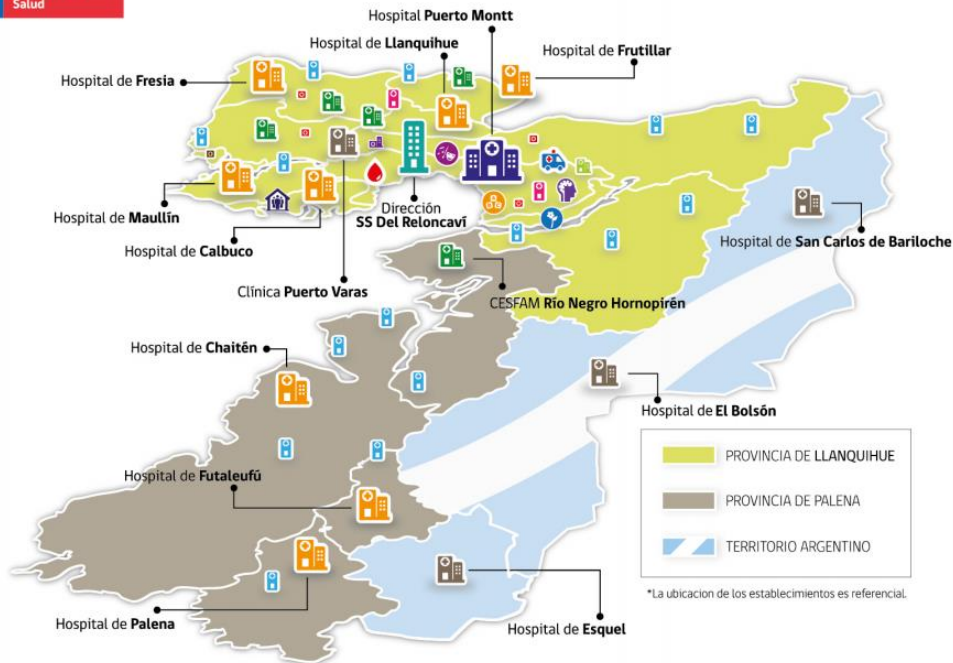 Salud
Hospital Puerto Montt
Hospital de Llanquihue
Hospital de Frutillar
Hospital de Fresia
Hospital de Maullín
Dirección
SS Del Reloncaví
Hospital de Calbuco
Hospital de San Carlos de Bariloche
Clínica Puerto Varas
CESFAM Río Negro Hornopirén
Hospital de Chaitén
Hospital de El Bolsón
PROVINCIA DE LLANQUIHUE
Hospital de Futaleufú
PROVINCIA DE PALENA
TERRITORIO ARGENTINO
*La ubicacion de los establecimientos es referencial.
Hospital de Palena
Hospital de Esquel